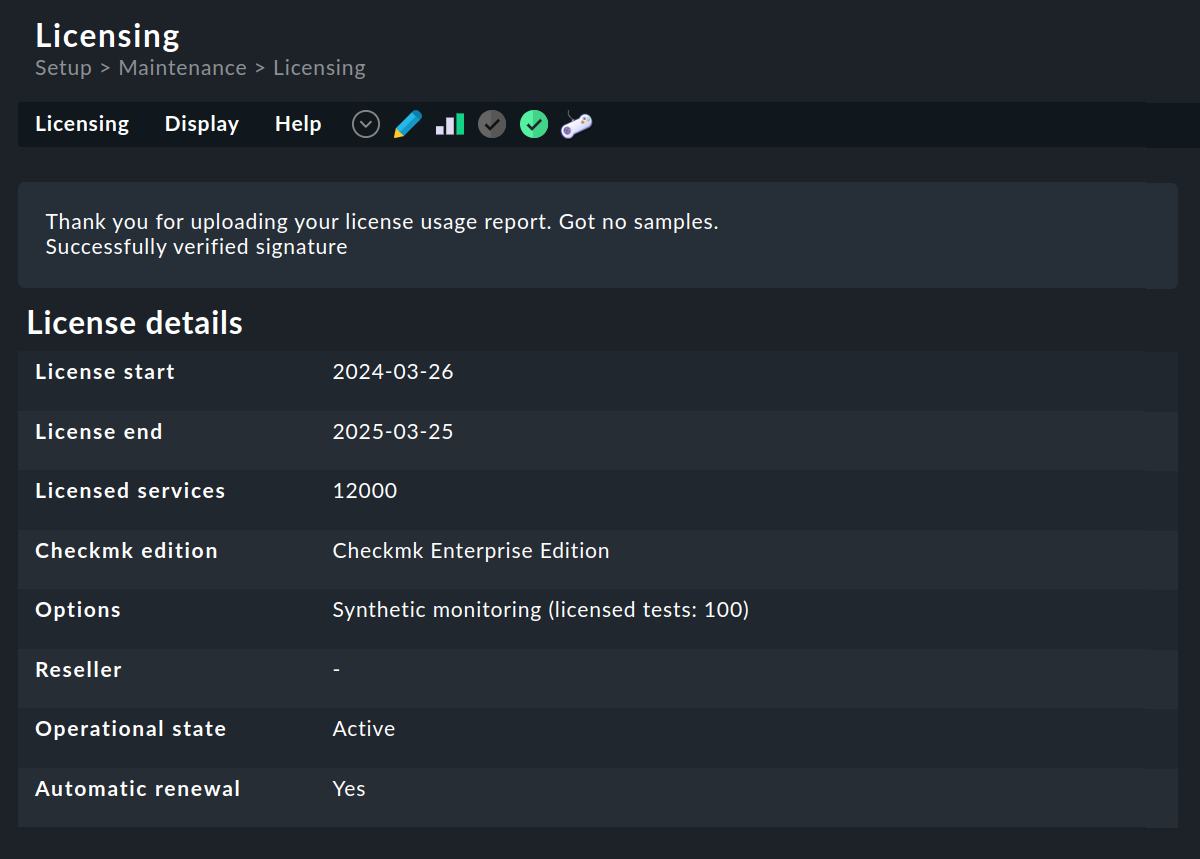 Licensing
Setup > Maintenance > Licensing
Licensing Display Help
Thank you for uploading your license usage report. Got no samples.
Successfully verified signature
License details
License start 2024-03-26
License end 2025-03-25
Licensed services 12000
Checkmk edition Checkmk Enterprise Edition
Options Synthetic monitoring (licensed tests: 100)
Reseller -
Operational state Active
Automatic renewal Yes